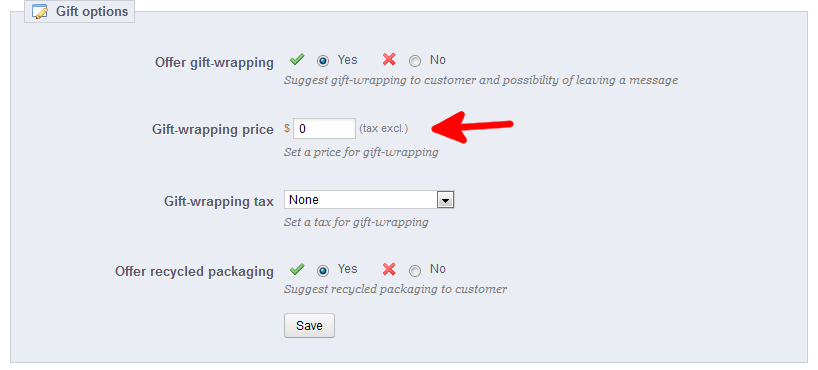 Gift options
Offer gift-wrapping Yes No
Suggest gift-wrapping to customer and possibility of leaving a message
Gift-wrapping price $ 0 (tax excl.)
Set a price for gift-wrapping
Gift-wrapping tax None
Set a tax for gift-wrapping
Offer recycled packaging Yes No
Suggest recycled packaging to customer
Save